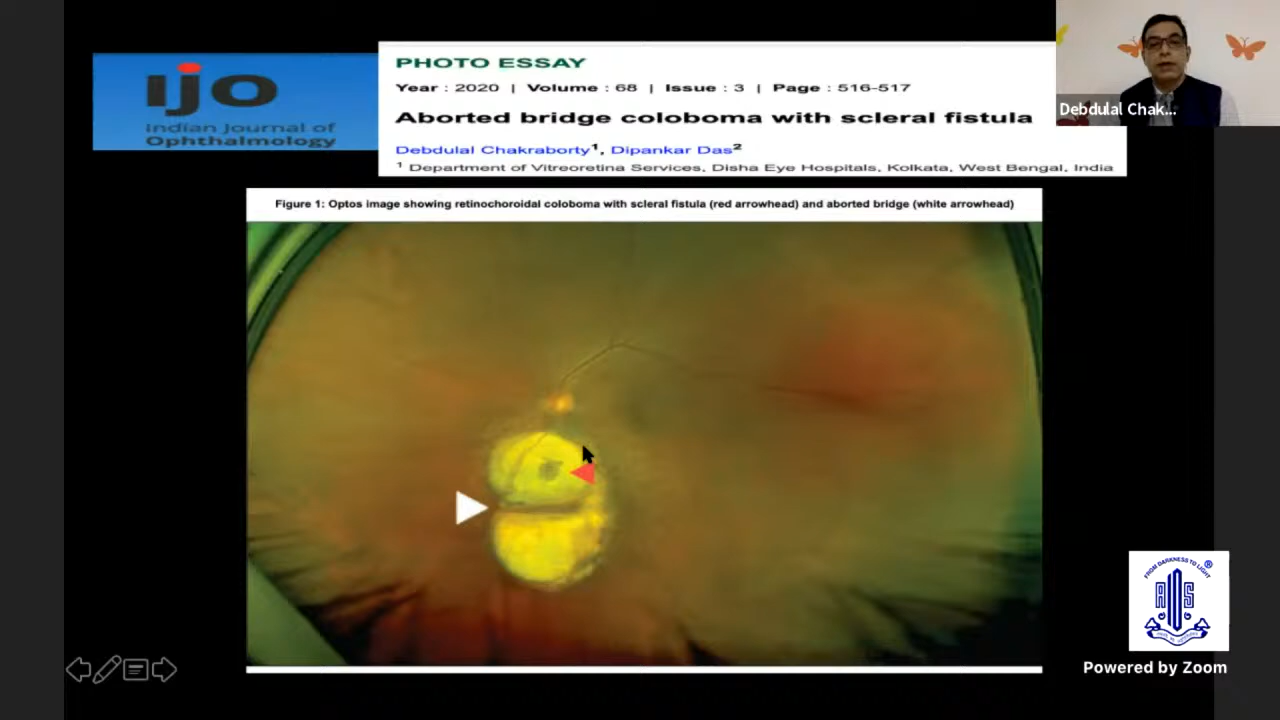 ijo
Indian Journal of
Ophthalmology
PHOTO ESSAY
Year : 2020 | Volume : 68 | Issue : 3 | Page : 516-517
Aborted bridge coloboma with scleral fistula
Debdulal Chakraborty1, Dipankar Das2
1 Department of Vitreoretina Services, Disha Eye Hospitals, Kolkata, West Bengal, India
Debdulal Chak...
Figure 1: Optos image showing retinochoroidal coloboma with scleral fistula (red arrowhead) and aborted bridge (white arrowhead)
FROM DARKNESS TO LIGHT ®
AIOS
Powered by Zoom